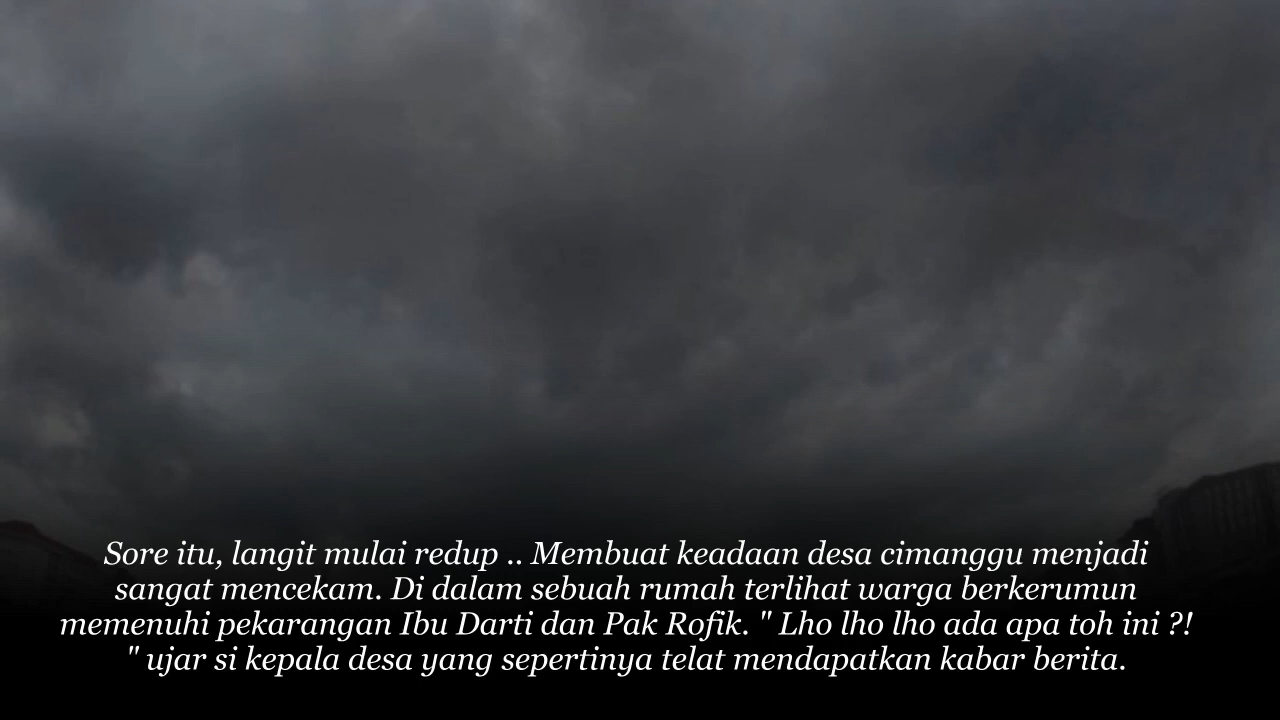 Sore itu, langit mulai redup .. Membuat keadaan desa cimanggu menjadi
sangat mencekam. Di dalam sebuah rumah terlihat warga berkerumun
memenuhi pekarangan Ibu Darti dan Pak Rofik. " Lho lho lho ada apa toh ini ?!
" ujar si kepala desa yang sepertinya telat mendapatkan kabar berita.